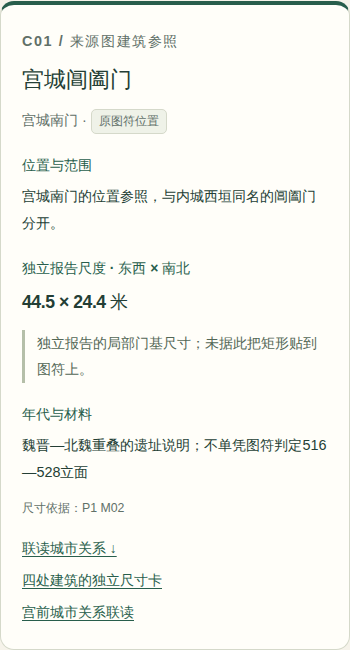 C01 / 来源图建筑参照
宫城阊阖门
宫城南门 · 原图符位置
位置与范围
宫城南门的位置参照，与内城西垣同名的阊阖门
分开。
独立报告尺度 · 东西 × 南北
44.5 × 24.4 米
独立报告的局部门基尺寸；未据此把矩形贴到
图符上。
年代与材料
魏晋—北魏重叠的遗址说明；不单凭图符判定516
—528立面
尺寸依据：P1 M02
联读城市关系 ↓
四处建筑的独立尺寸卡
宫前城市关系联读